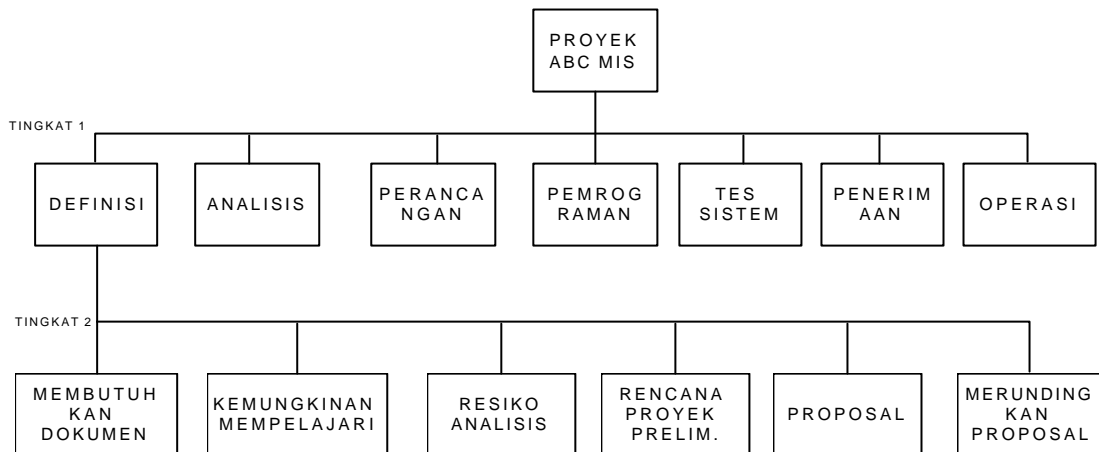 PROYEK
ABC MIS
TINGKAT 1
DEFINISI
ANALISIS
PERANCA
NGAN
PEMROG
RAMAN
TES
SISTEM
PENERIM
AAN
OPERASI
TINGKAT 2
MEMBUTUH
KAN
DOKUMEN
KEMUNGKINAN
MEMPELAJARI
RESIKO
ANALISIS
RENCANA
PROYEK
PRELIM.
PROPOSAL
MERUNDING
KAN
PROPOSAL